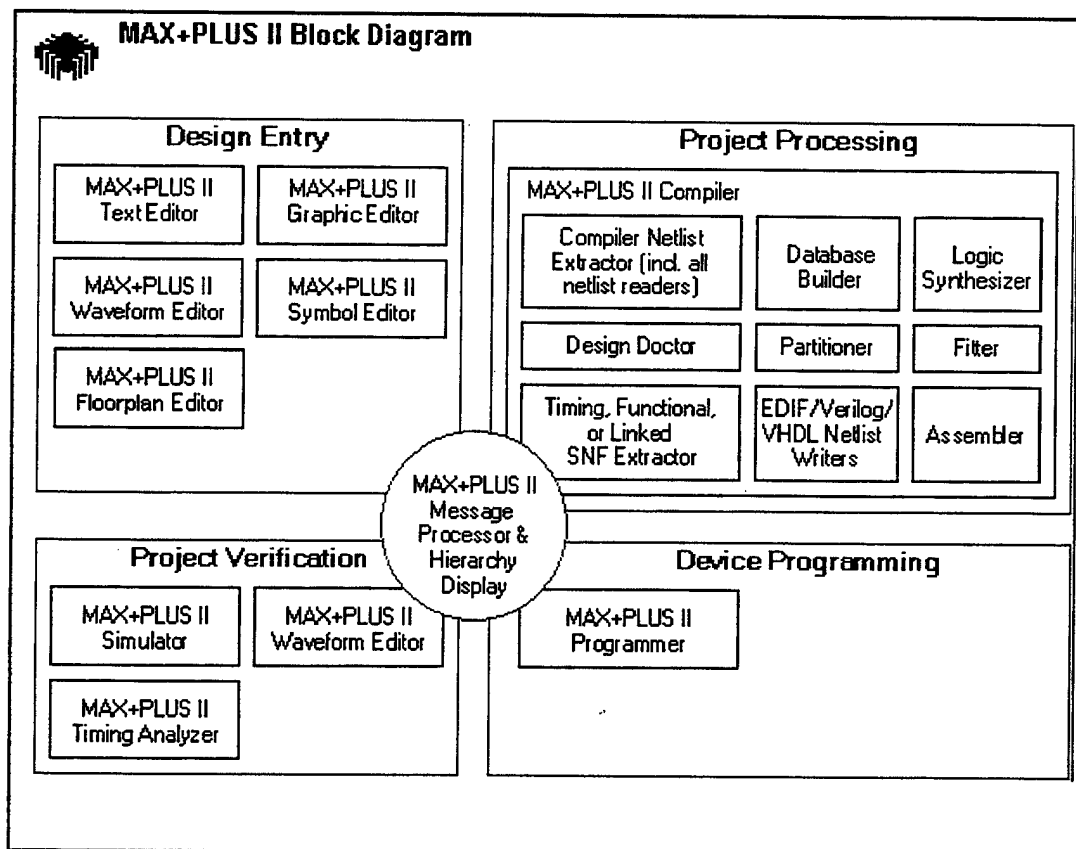 MAX+PLUS II Block Diagram
Design Entry
MAX+PLUS II
Text Editor
MAX+PLUS II
Graphic Editor
MAX+PLUS II
Waveform Editor
MAX+PLUS II
Symbol Editor
MAX+PLUS II
Floorplan Editor
Project Processing
MAX+PLUS II Compiler
Compiler Netlist
Extractor (incl. all
netlist readers)
Database
Builder
Logic
Synthesizer
Design Doctor
Partitioner
Fitter
Timing, Functional,
or Linked
SNF Extractor
EDIF/Verilog/
VHDL Netlist
Writers
Assembler
MAX+PLUS II
Message
Processor &
Hierarchy
Display
Project Verification
MAX+PLUS II
Simulator
MAX+PLUS II
Waveform Editor
MAX+PLUS II
Timing Analyzer
Device Programming
MAX+PLUS II
Programmer